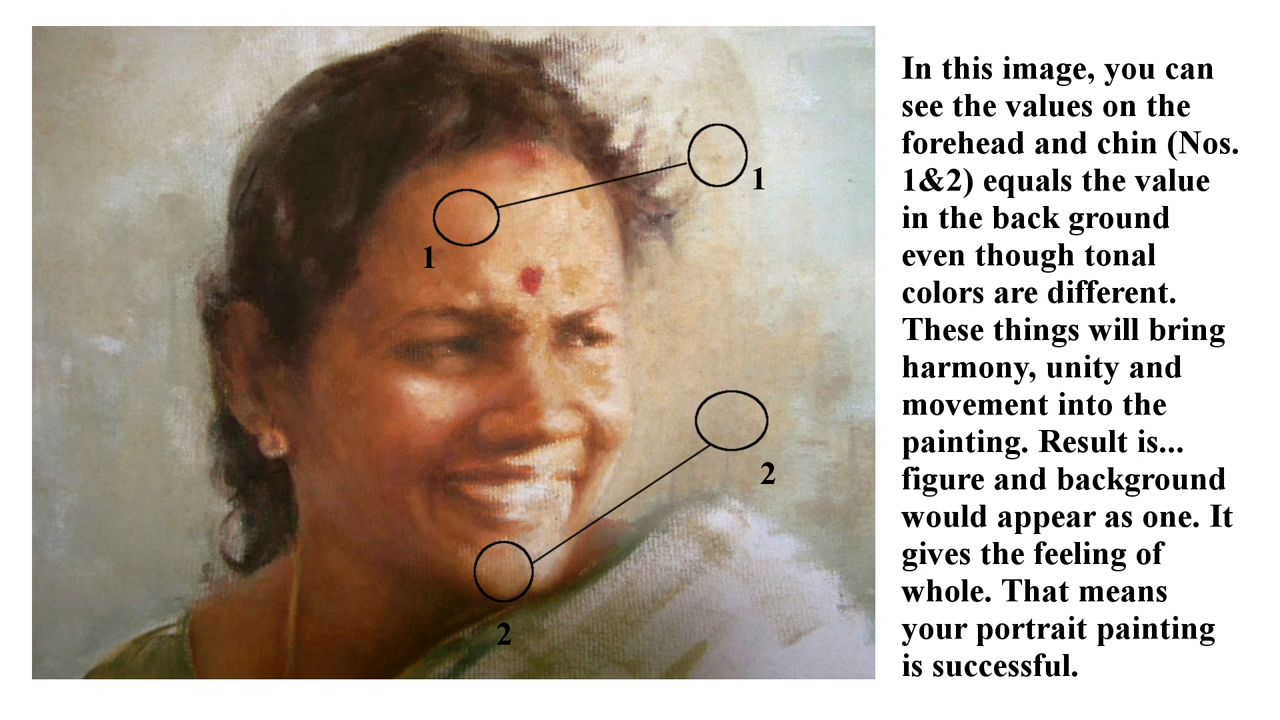 In this image, you can
see the values on the
forehead and chin (Nos.
1&2) equals the value
in the back ground
even though tonal
colors are different.
These things will bring
harmony, unity and
movement into the
painting. Result is...
figure and background
would appear as one. It
gives the feeling of
whole. That means
your portrait painting
is successful.
1
1
2
2